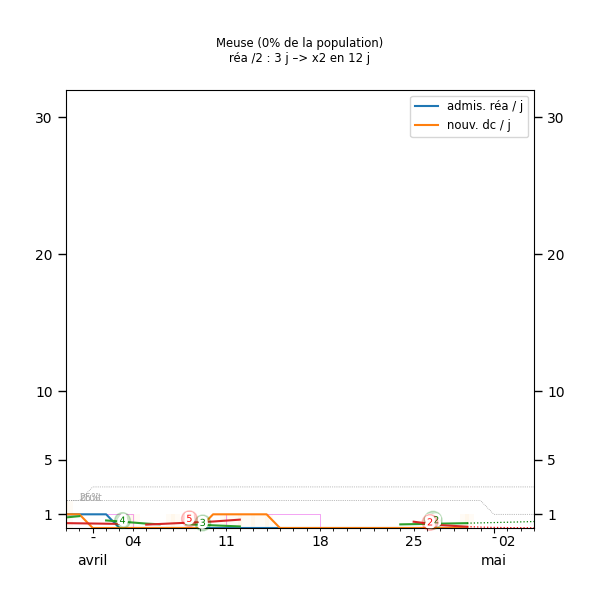 Meuse (0% de la population)
réa /2 : 3 j –> x2 en 12 j
admis. réa / j
nouv. dc / j
30 30
20 20
10 10
5 5
1 1
4 5 3 2 2
- 04 11 18 25 - 02
avril mai